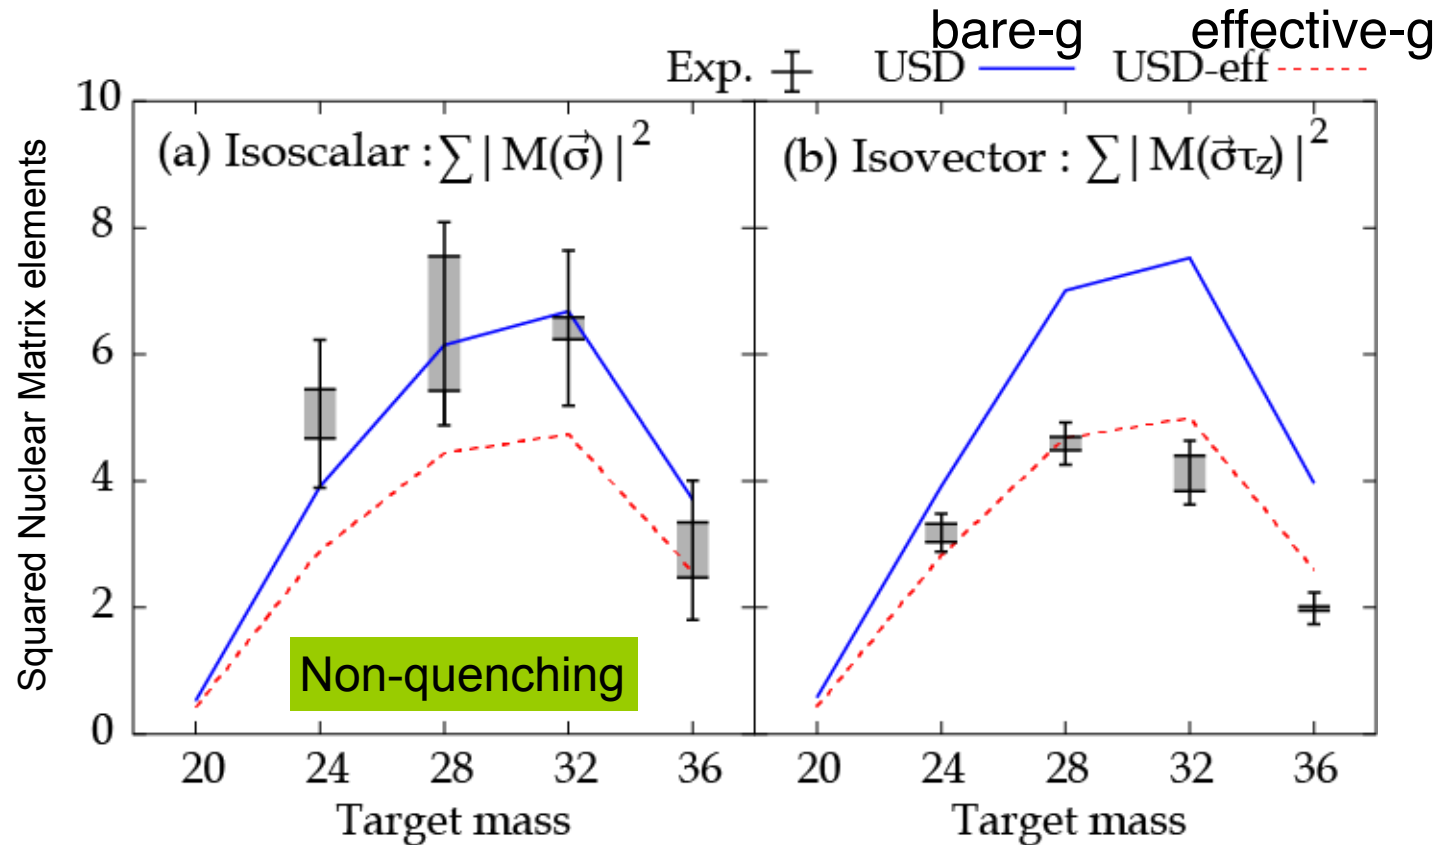 bare-g effective-g
Exp. USD USD-eff
10
8
6
4
2
0
Squared Nuclear Matrix elements
(a) Isoscalar : ∑ | M(σ⃗) |²
(b) Isovector : ∑ | M(σ⃗τz) |²
Non-quenching
20 24 28 32 36
20 24 28 32 36
Target mass
Target mass